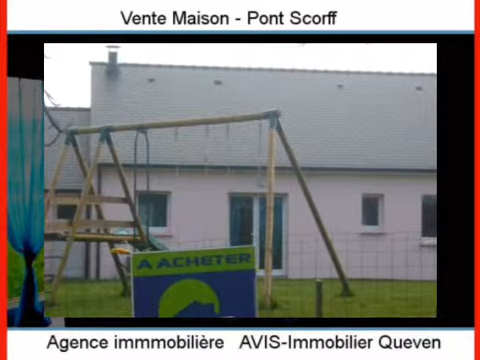 Vente Maison - Pont Scorff
A ACHETER
Agence immmobilière AVIS-Immobilier Queven